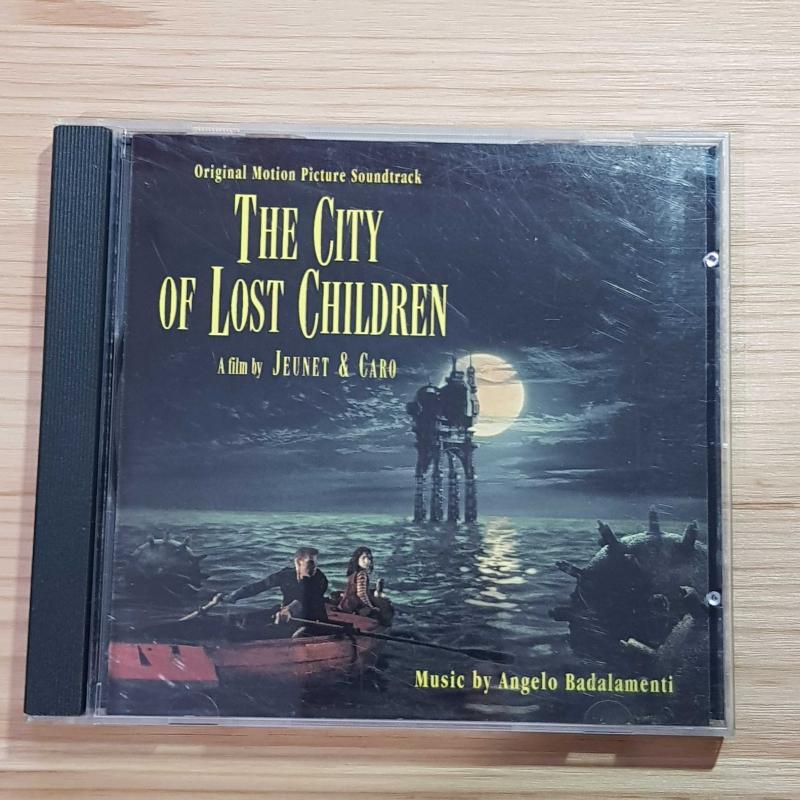 Original Motion Picture Soundtrack
THE CITY
OF LOST CHILDREN
A film by JEUNET & CARO
Music by Angelo Badalamenti